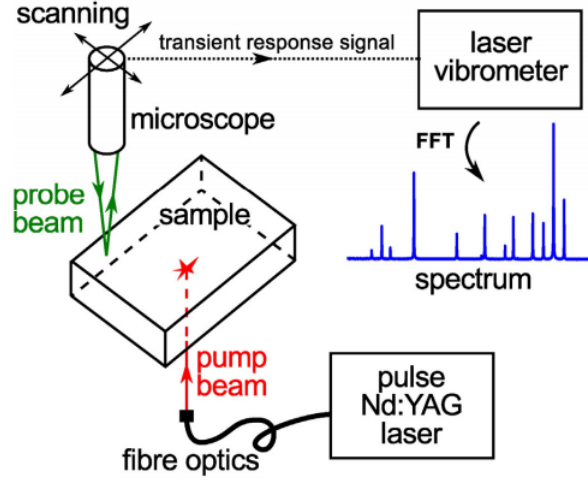 scanning
transient response signal
laser
vibrometer
microscope
FFT
probe
beam
sample
spectrum
pump
beam
pulse
Nd:YAG
laser
fibre optics